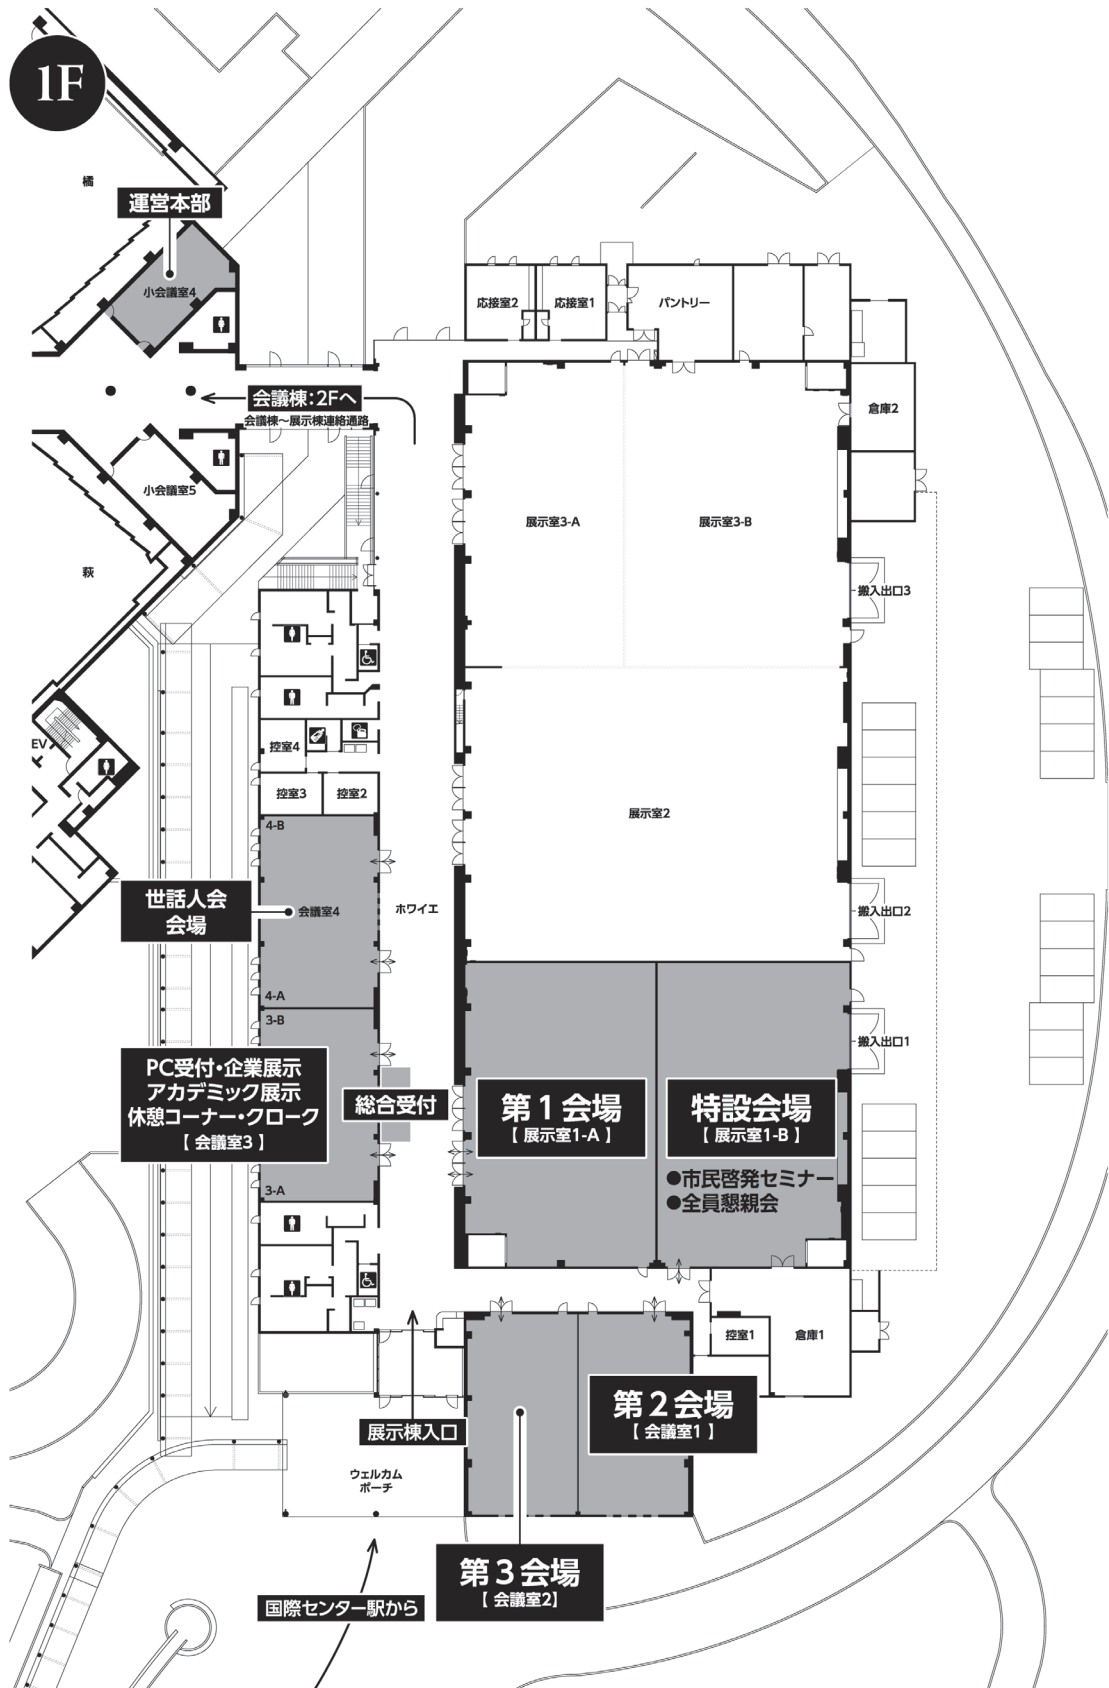 1F
橘
運営本部
小会議室4
応接室2
応接室1
パントリー
会議棟:2Fへ
会議棟〜展示棟連絡通路
倉庫2
小会議室5
展示室3-A
展示室3-B
萩
搬入出口3
EV
控室4
控室3
控室2
展示室2
4-B
世話人会
会場
会議室4
ホワイエ
搬入出口2
4-A
3-B
搬入出口1
PC受付・企業展示
アカデミック展示
休憩コーナー・クローク
【 会議室3 】
総合受付
第1会場
【 展示室1-A 】
特設会場
【 展示室1-B 】
●市民啓発セミナー
●全員懇親会
3-A
控室1
倉庫1
第2会場
【 会議室1 】
展示棟入口
ウェルカム
ポーチ
第3会場
【 会議室2】
国際センター駅から